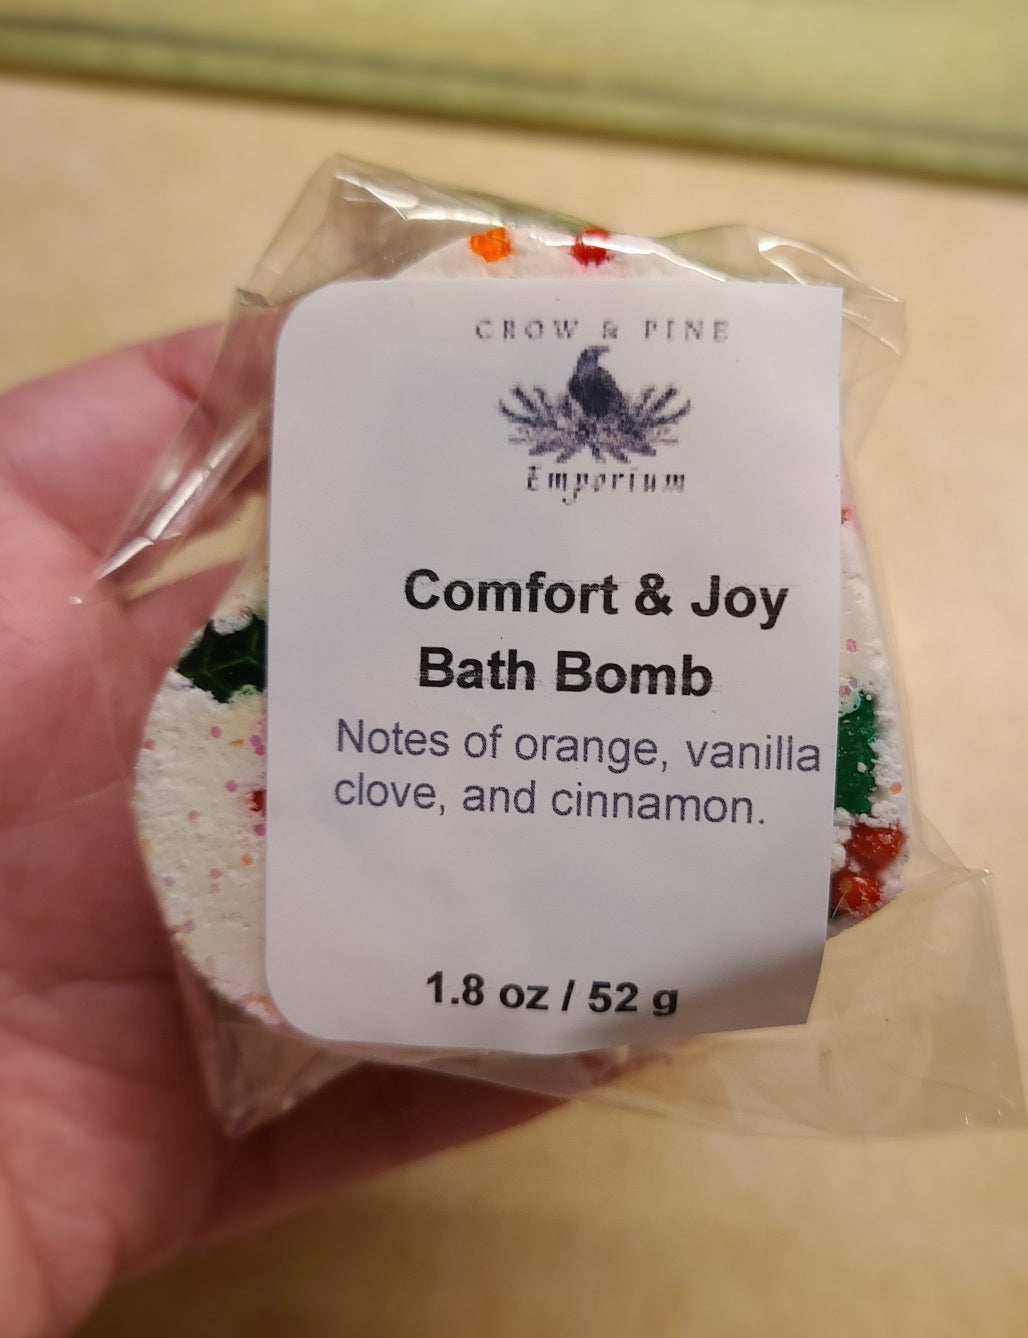 CROW & PINE
Emporium
Comfort & Joy
Bath Bomb
Notes of orange, vanilla
clove, and cinnamon.
1.8 oz / 52 g